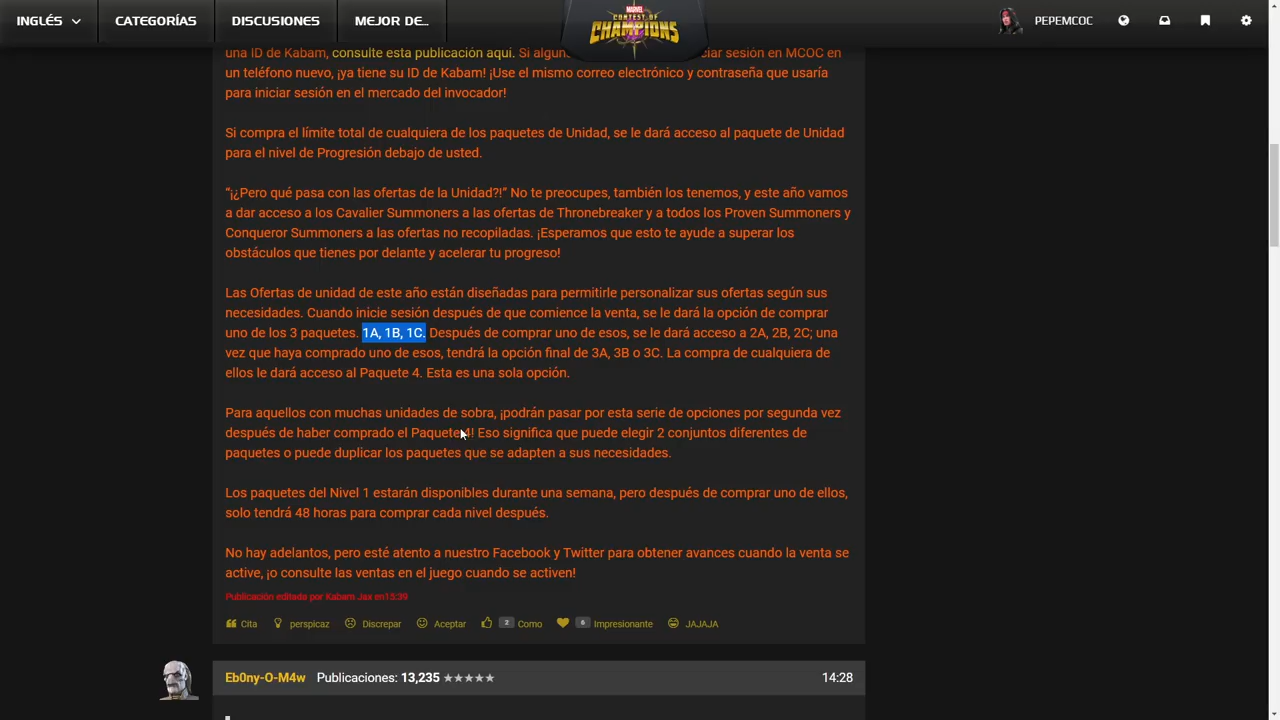 INGLÉS
CATEGORÍAS
DISCUSIONES
MEJOR DE...
MARVEL
CONTEST OF
CHAMPIONS
PEPEMCOC
una ID de Kabam, consulte esta publicación aquí. Si algun
iar sesión en MCOC en
un teléfono nuevo, ¡ya tiene su ID de Kabam! ¡Use el mismo correo electrónico y contraseña que usaría
para iniciar sesión en el mercado del invocador!
Si compra el límite total de cualquiera de los paquetes de Unidad, se le dará acceso al paquete de Unidad
para el nivel de Progresión debajo de usted.
“¡¿Pero qué pasa con las ofertas de la Unidad?!” No te preocupes, también los tenemos, y este año vamos
a dar acceso a los Cavalier Summoners a las ofertas de Thronebreaker y a todos los Proven Summoners y
Conqueror Summoners a las ofertas no recopiladas. ¡Esperamos que esto te ayude a superar los
obstáculos que tienes por delante y acelerar tu progreso!
Las Ofertas de unidad de este año están diseñadas para permitirle personalizar sus ofertas según sus
necesidades. Cuando inicie sesión después de que comience la venta, se le dará la opción de comprar
uno de los 3 paquetes. 1A, 1B, 1C. Después de comprar uno de esos, se le dará acceso a 2A, 2B, 2C; una
vez que haya comprado uno de esos, tendrá la opción final de 3A, 3B o 3C. La compra de cualquiera de
ellos le dará acceso al Paquete 4. Esta es una sola opción.
Para aquellos con muchas unidades de sobra, ¡podrán pasar por esta serie de opciones por segunda vez
después de haber comprado el Paquete 4! Eso significa que puede elegir 2 conjuntos diferentes de
paquetes o puede duplicar los paquetes que se adapten a sus necesidades.
Los paquetes del Nivel 1 estarán disponibles durante una semana, pero después de comprar uno de ellos,
solo tendrá 48 horas para comprar cada nivel después.
No hay adelantos, pero esté atento a nuestro Facebook y Twitter para obtener avances cuando la venta se
active, ¡o consulte las ventas en el juego cuando se activen!
Publicación editada por Kabam Jax en15:39
Cita perspicaz Discrepar Aceptar 2 Como 6 Impresionante JAJAJA
Eb0ny-O-M4w Publicaciones: 13,235 14:28